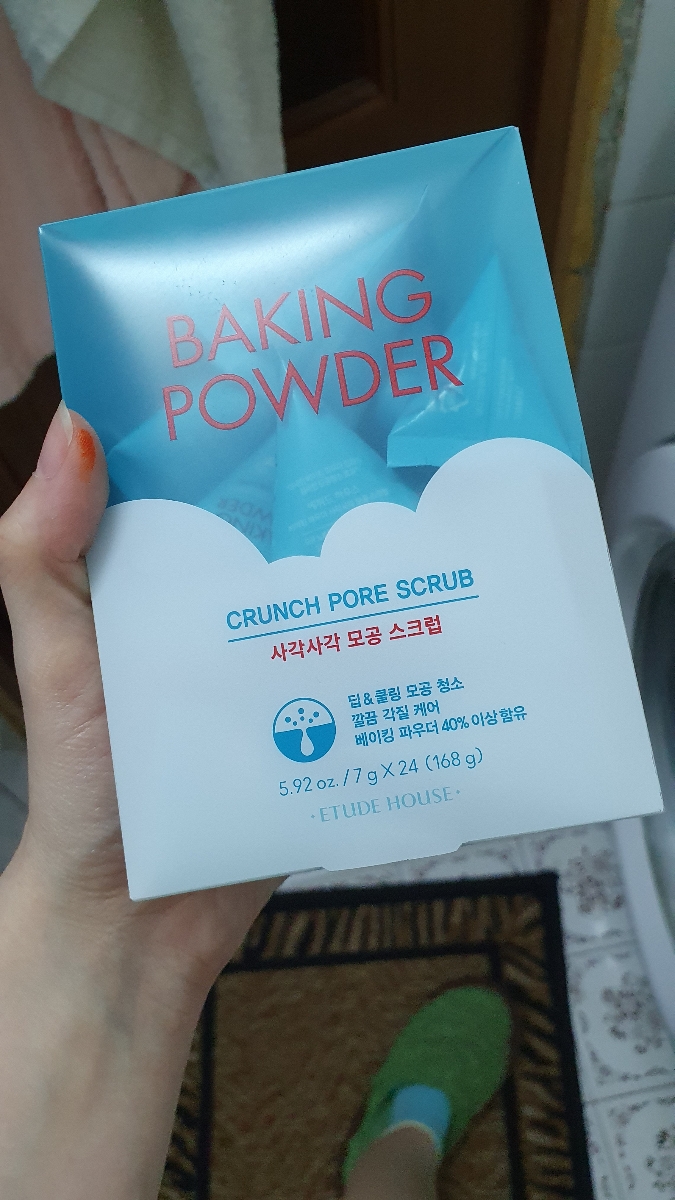 BAKING
POWDER
CRUNCH PORE SCRUB
사각사각 모공 스크럽
딥&쿨링 모공 청소
깔끔 각질 케어
베이킹 파우더 40% 이상 함유
5.92 oz. / 7 g X 24 (168 g)
·ETUDE HOUSE·